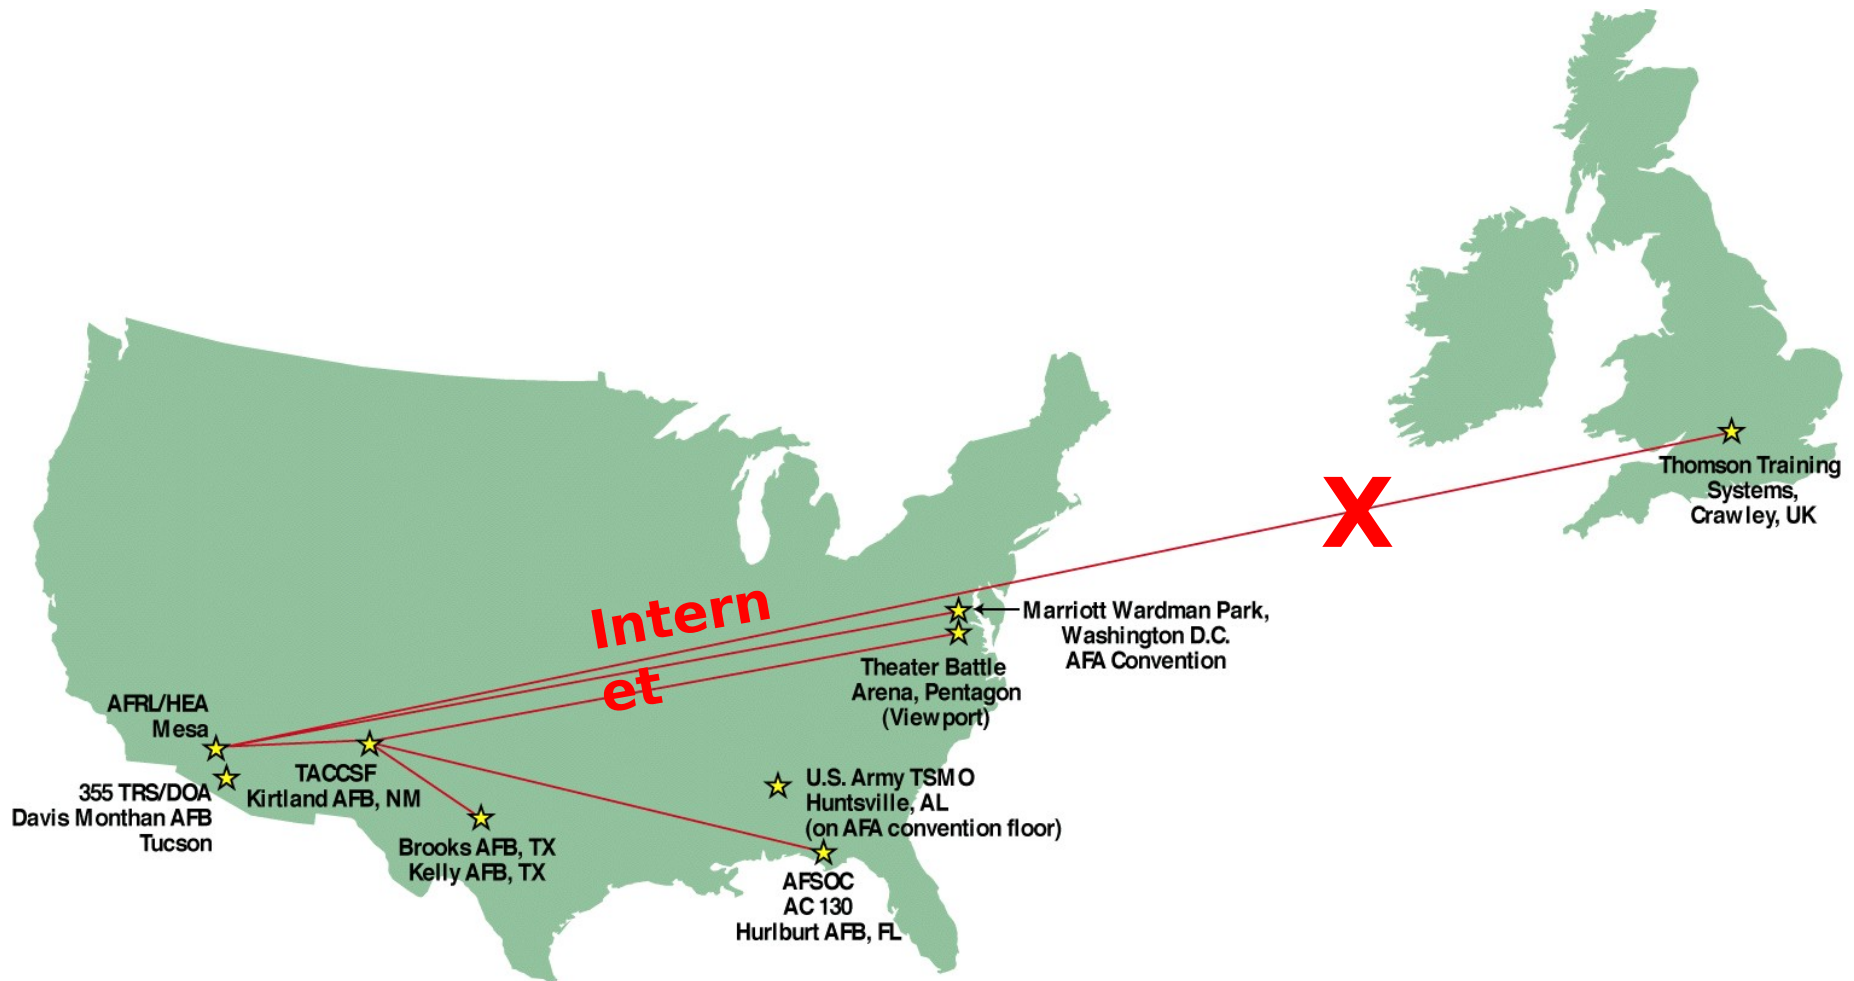 X
Thomson Training
Systems,
Crawley, UK
Intern
et
Marriott Wardman Park,
Washington D.C.
AFA Convention
Theater Battle
Arena, Pentagon
(Viewport)
AFRL/HEA
Mesa
TACCSF
Kirtland AFB, NM
355 TRS/DOA
Davis Monthan AFB
Tucson
U.S. Army TSMO
Huntsville, AL
(on AFA convention floor)
Brooks AFB, TX
Kelly AFB, TX
AFSOC
AC 130
Hurlburt AFB, FL